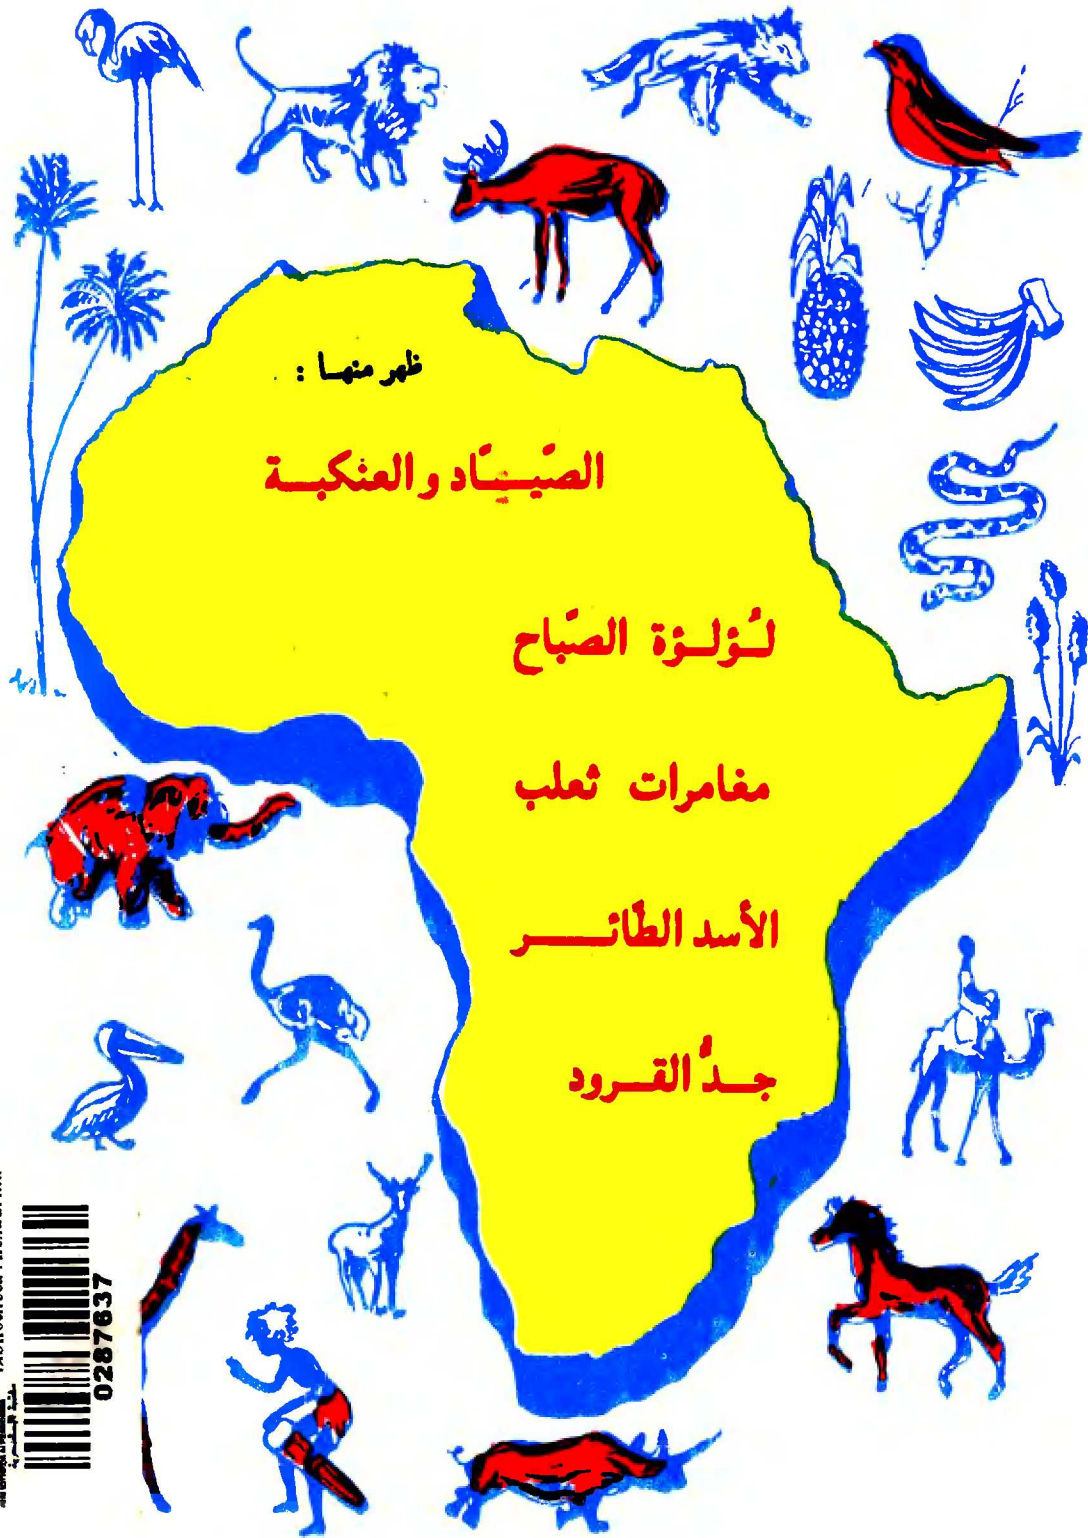 ظهر منها :
الصّيّاد والعنكبة
لُؤلؤة الصّباح
مغامرات ثعلب
الأسد الطّائر
جدُّ القرود
0287637